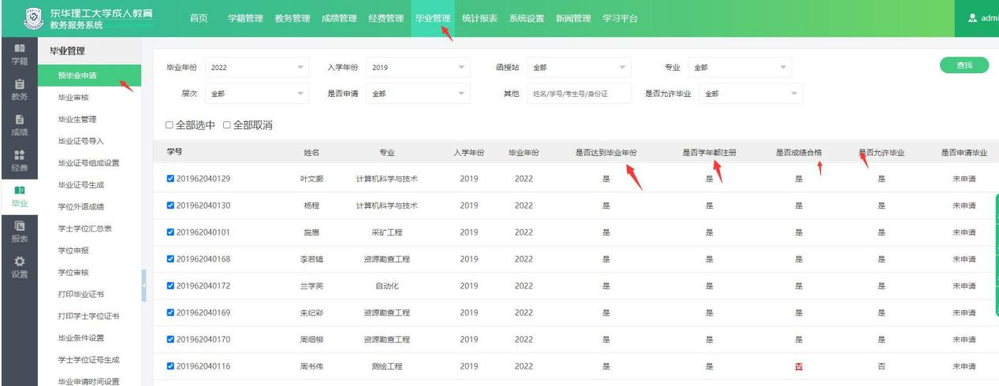 东华理工大学成人教育
教务服务系统
首页 学籍管理 教务管理 成绩管理 经费管理 毕业管理 统计报表 系统设置 新闻管理 学习平台
学籍
教务
成绩
经费
毕业
报表
设置
毕业管理
预毕业申请
毕业审核
毕业生管理
毕业证号导入
毕业证号组成设置
毕业证号生成
学位外语成绩
学士学位汇总表
学位申报
学位审核
打印毕业证书
打印学士学位证书
毕业条件设置
学士学位证号生成
毕业申请时间设置
毕业年份 2022 入学年份 2019 函授站 全部 专业 全部 查找
层次 全部 是否申请 全部 其他 姓名/学号/考生号/身份证 是否允许毕业 全部
全部选中 全部取消
学号 姓名 专业 入学年份 毕业年份 是否达到毕业年份 是否学年都注册 是否成绩合格 是否允许毕业 是否申请毕业
201962040129 叶文灏 计算机科学与技术 2019 2022 是 是 是 是 未申请
201962040130 杨程 计算机科学与技术 2019 2022 是 是 是 是 未申请
201962040101 施惠 采矿工程 2019 2022 是 是 是 是 未申请
201962040168 李若镐 资源勘查工程 2019 2022 是 是 是 是 未申请
201962040172 兰学英 自动化 2019 2022 是 是 是 是 未申请
201962040169 朱纪彩 资源勘查工程 2019 2022 是 是 是 是 未申请
201962040170 周细柳 资源勘查工程 2019 2022 是 是 是 是 未申请
201962040116 周书伟 测绘工程 2019 2022 是 是 否 否 未申请